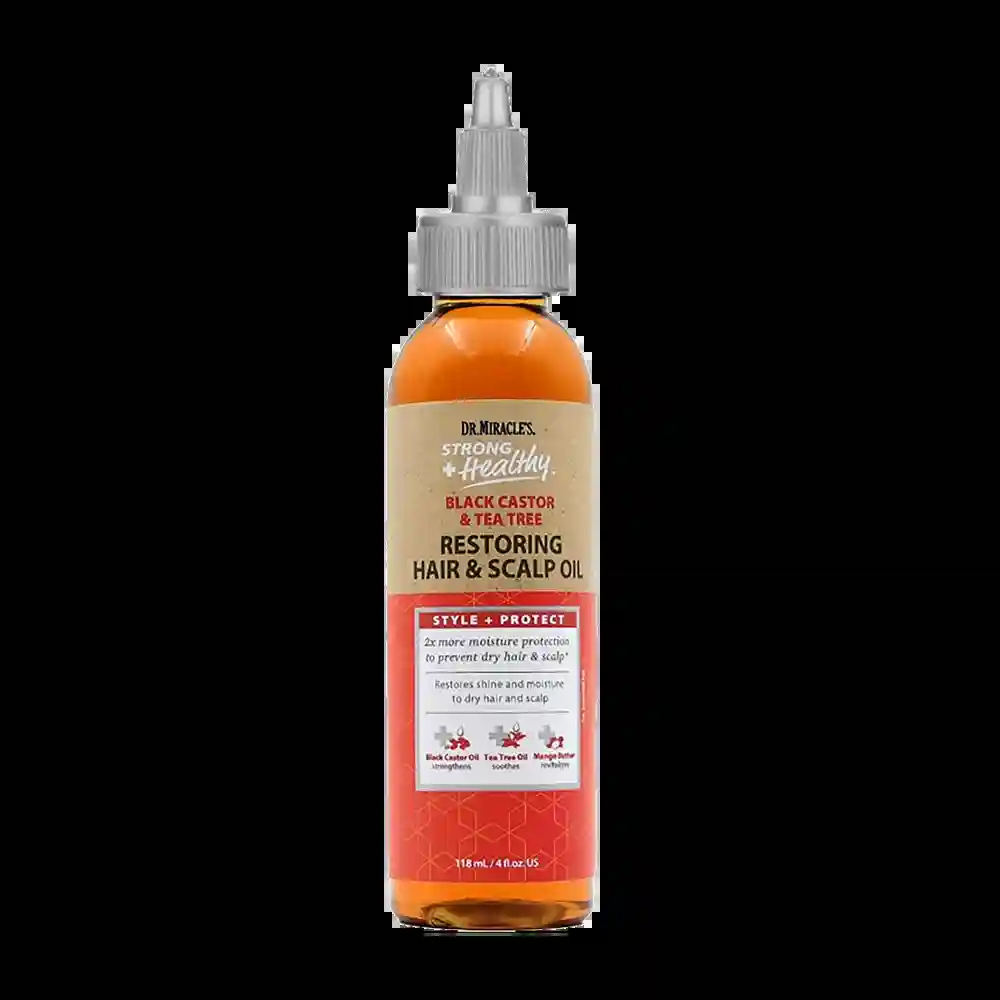 DR. MIRACLE'S.
STRONG
+ Healthy.
BLACK CASTOR
& TEA TREE
RESTORING
HAIR & SCALP OIL
STYLE + PROTECT
2x more moisture protection
to prevent dry hair & scalp*
Restores shine and moisture
to dry hair and scalp
Black Castor Oil
strengthens
Tea Tree Oil
soothes
Mango Butter
revitalizes
118 mL / 4 fl.oz. US